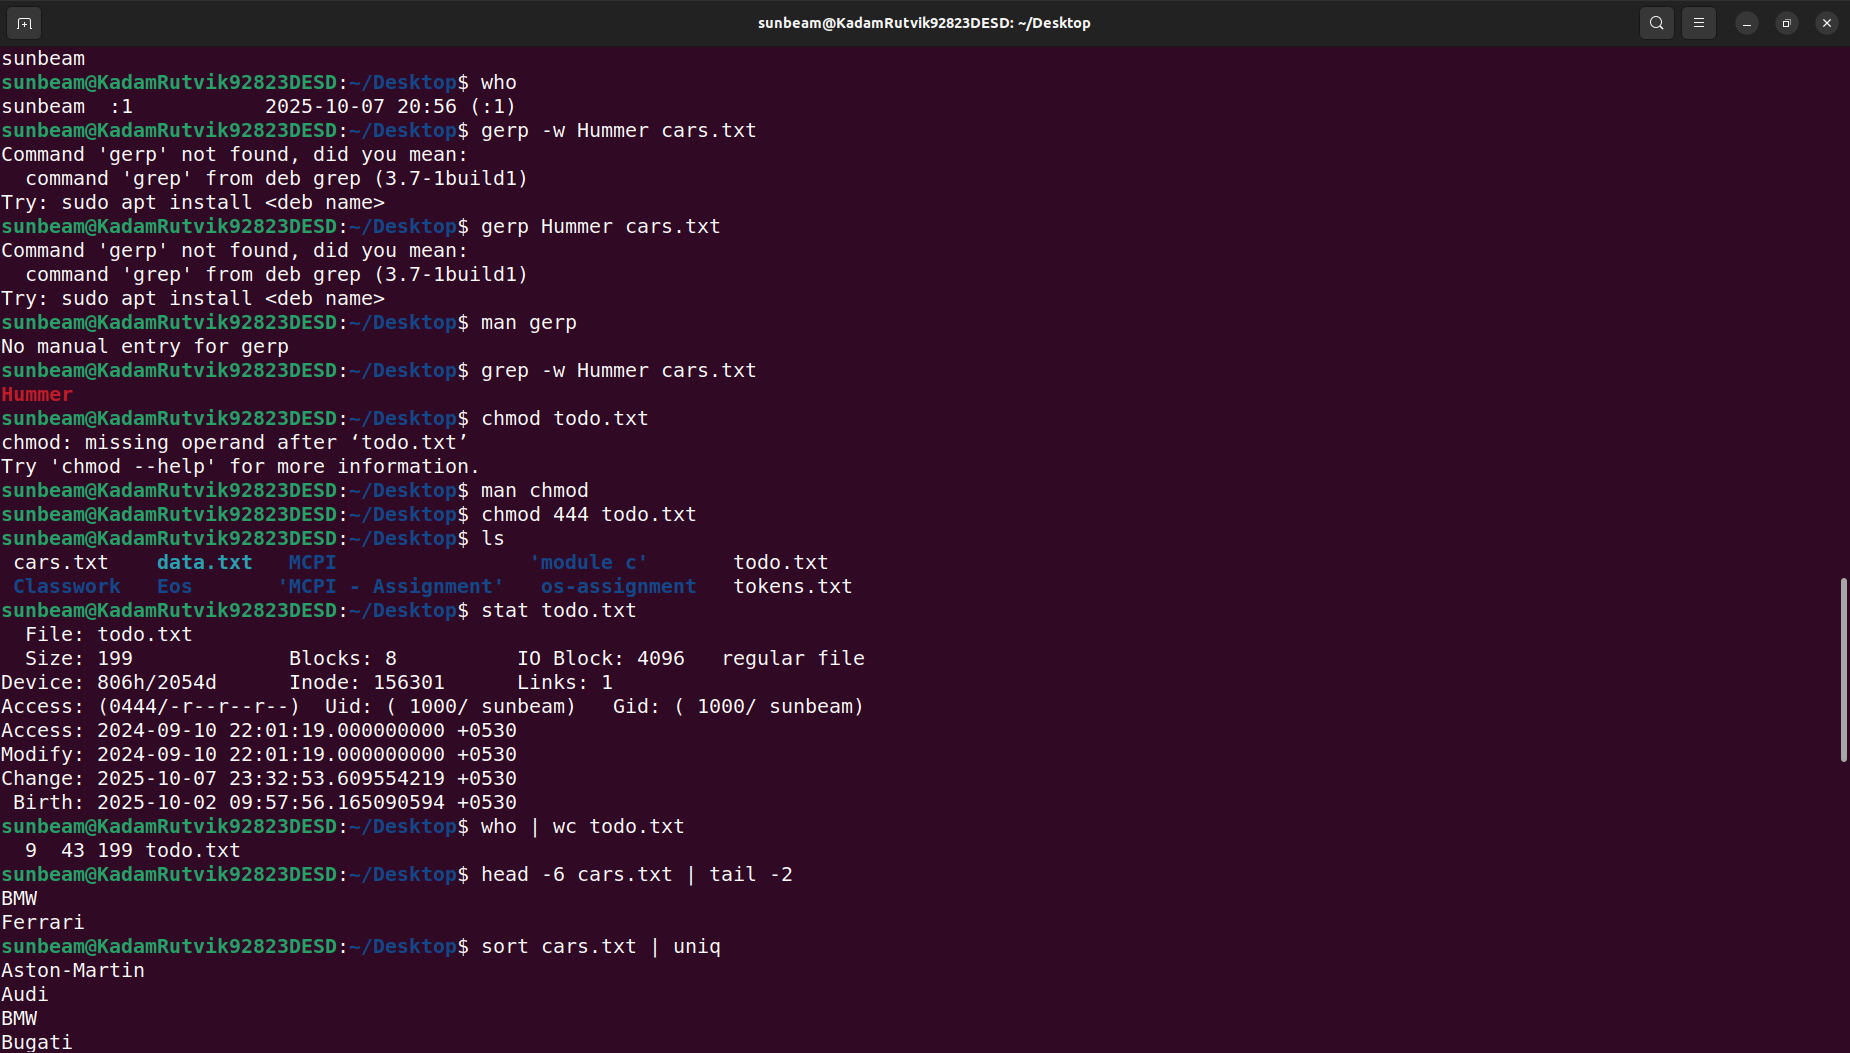 sunbeam@KadamRutvik92823DESD: ~/Desktop
sunbeam
sunbeam@KadamRutvik92823DESD:~/Desktop$ who
sunbeam  :1           2025-10-07 20:56 (:1)
sunbeam@KadamRutvik92823DESD:~/Desktop$ gerp -w Hummer cars.txt
Command 'gerp' not found, did you mean:
  command 'grep' from deb grep (3.7-1build1)
Try: sudo apt install <deb name>
sunbeam@KadamRutvik92823DESD:~/Desktop$ gerp Hummer cars.txt
Command 'gerp' not found, did you mean:
  command 'grep' from deb grep (3.7-1build1)
Try: sudo apt install <deb name>
sunbeam@KadamRutvik92823DESD:~/Desktop$ man gerp
No manual entry for gerp
sunbeam@KadamRutvik92823DESD:~/Desktop$ grep -w Hummer cars.txt
Hummer
sunbeam@KadamRutvik92823DESD:~/Desktop$ chmod todo.txt
chmod: missing operand after ‘todo.txt’
Try 'chmod --help' for more information.
sunbeam@KadamRutvik92823DESD:~/Desktop$ man chmod
sunbeam@KadamRutvik92823DESD:~/Desktop$ chmod 444 todo.txt
sunbeam@KadamRutvik92823DESD:~/Desktop$ ls
 cars.txt    data.txt   MCPI                'module c'       todo.txt
 Classwork   Eos       'MCPI - Assignment'   os-assignment   tokens.txt
sunbeam@KadamRutvik92823DESD:~/Desktop$ stat todo.txt
  File: todo.txt
  Size: 199             Blocks: 8          IO Block: 4096   regular file
Device: 806h/2054d      Inode: 156301      Links: 1
Access: (0444/-r--r--r--)  Uid: ( 1000/ sunbeam)   Gid: ( 1000/ sunbeam)
Access: 2024-09-10 22:01:19.000000000 +0530
Modify: 2024-09-10 22:01:19.000000000 +0530
Change: 2025-10-07 23:32:53.609554219 +0530
 Birth: 2025-10-02 09:57:56.165090594 +0530
sunbeam@KadamRutvik92823DESD:~/Desktop$ who | wc todo.txt
  9  43 199 todo.txt
sunbeam@KadamRutvik92823DESD:~/Desktop$ head -6 cars.txt | tail -2
BMW
Ferrari
sunbeam@KadamRutvik92823DESD:~/Desktop$ sort cars.txt | uniq
Aston-Martin
Audi
BMW
Bugati